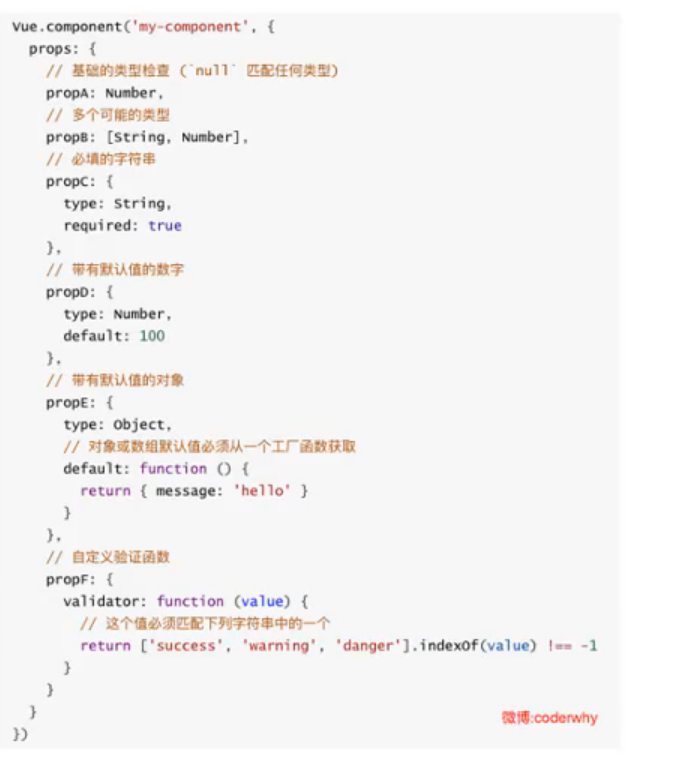 Vue.component('my-component', {
  props: {
    // 基础的类型检查 (`null` 匹配任何类型)
    propA: Number,
    // 多个可能的类型
    propB: [String, Number],
    // 必填的字符串
    propC: {
      type: String,
      required: true
    },
    // 带有默认值的数字
    propD: {
      type: Number,
      default: 100
    },
    // 带有默认值的对象
    propE: {
      type: Object,
      // 对象或数组默认值必须从一个工厂函数获取
      default: function () {
        return { message: 'hello' }
      }
    },
    // 自定义验证函数
    propF: {
      validator: function (value) {
        // 这个值必须匹配下列字符串中的一个
        return ['success', 'warning', 'danger'].indexOf(value) !== -1
      }
    }
  }
})
微博:coderwhy